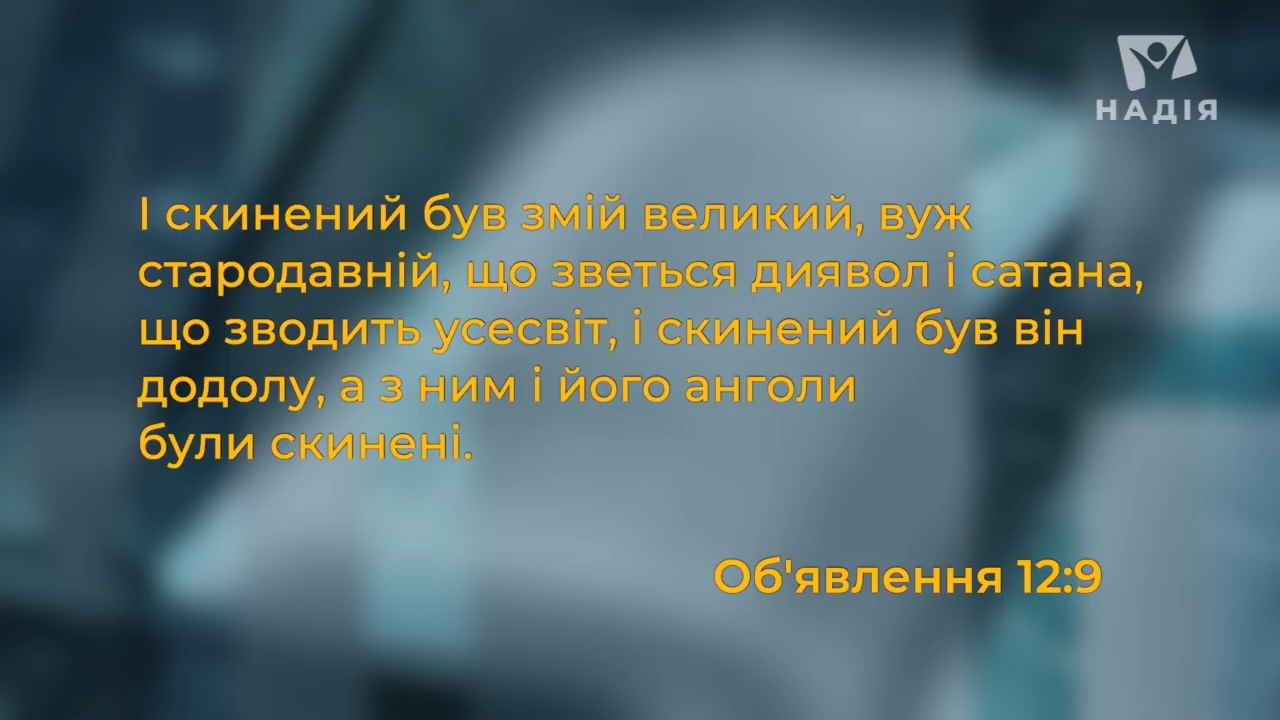 НАДІЯ
І скинений був змій великий, вуж
стародавній, що зветься диявол і сатана,
що зводить усесвіт, і скинений був він
додолу, а з ним і його анголи
були скинені.
Об'явлення 12:9